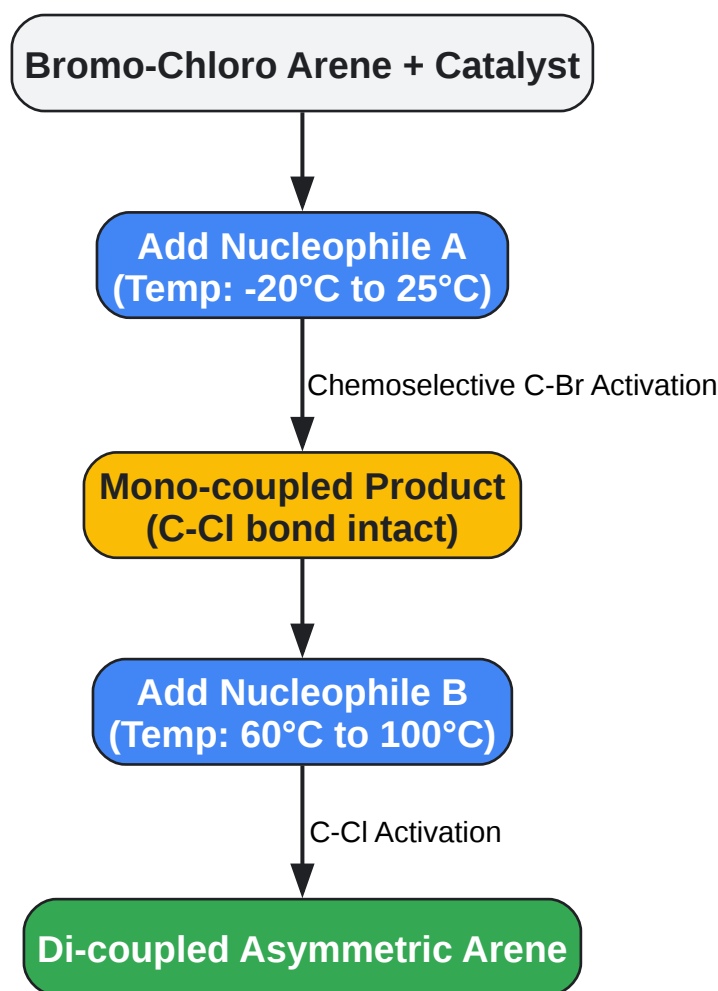 Bromo-Chloro Arene + Catalyst
Add Nucleophile A
(Temp: -20°C to 25°C)
Chemoselective C-Br Activation
Mono-coupled Product
(C-Cl bond intact)
Add Nucleophile B
(Temp: 60°C to 100°C)
C-Cl Activation
Di-coupled Asymmetric Arene